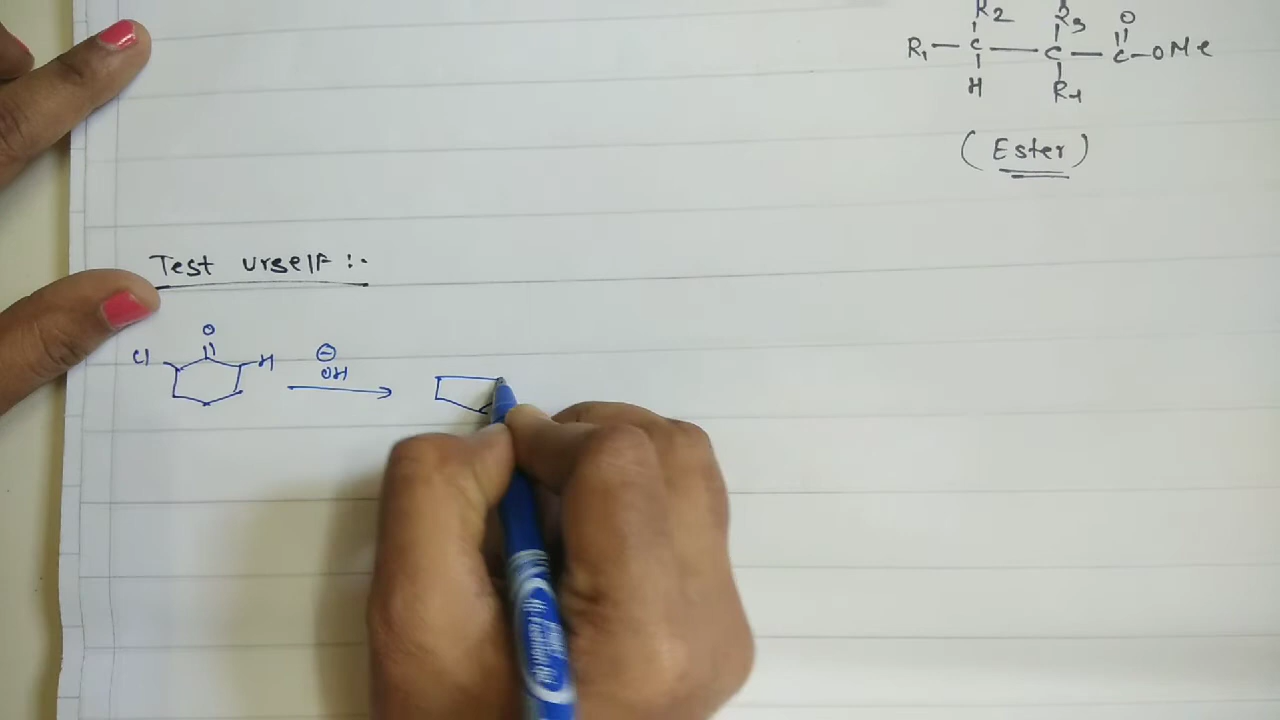 R2 R3 O
R1 — C — C — C — OMe
H R4
(Ester)
Test urself :-
O
Cl H ⊖
OH